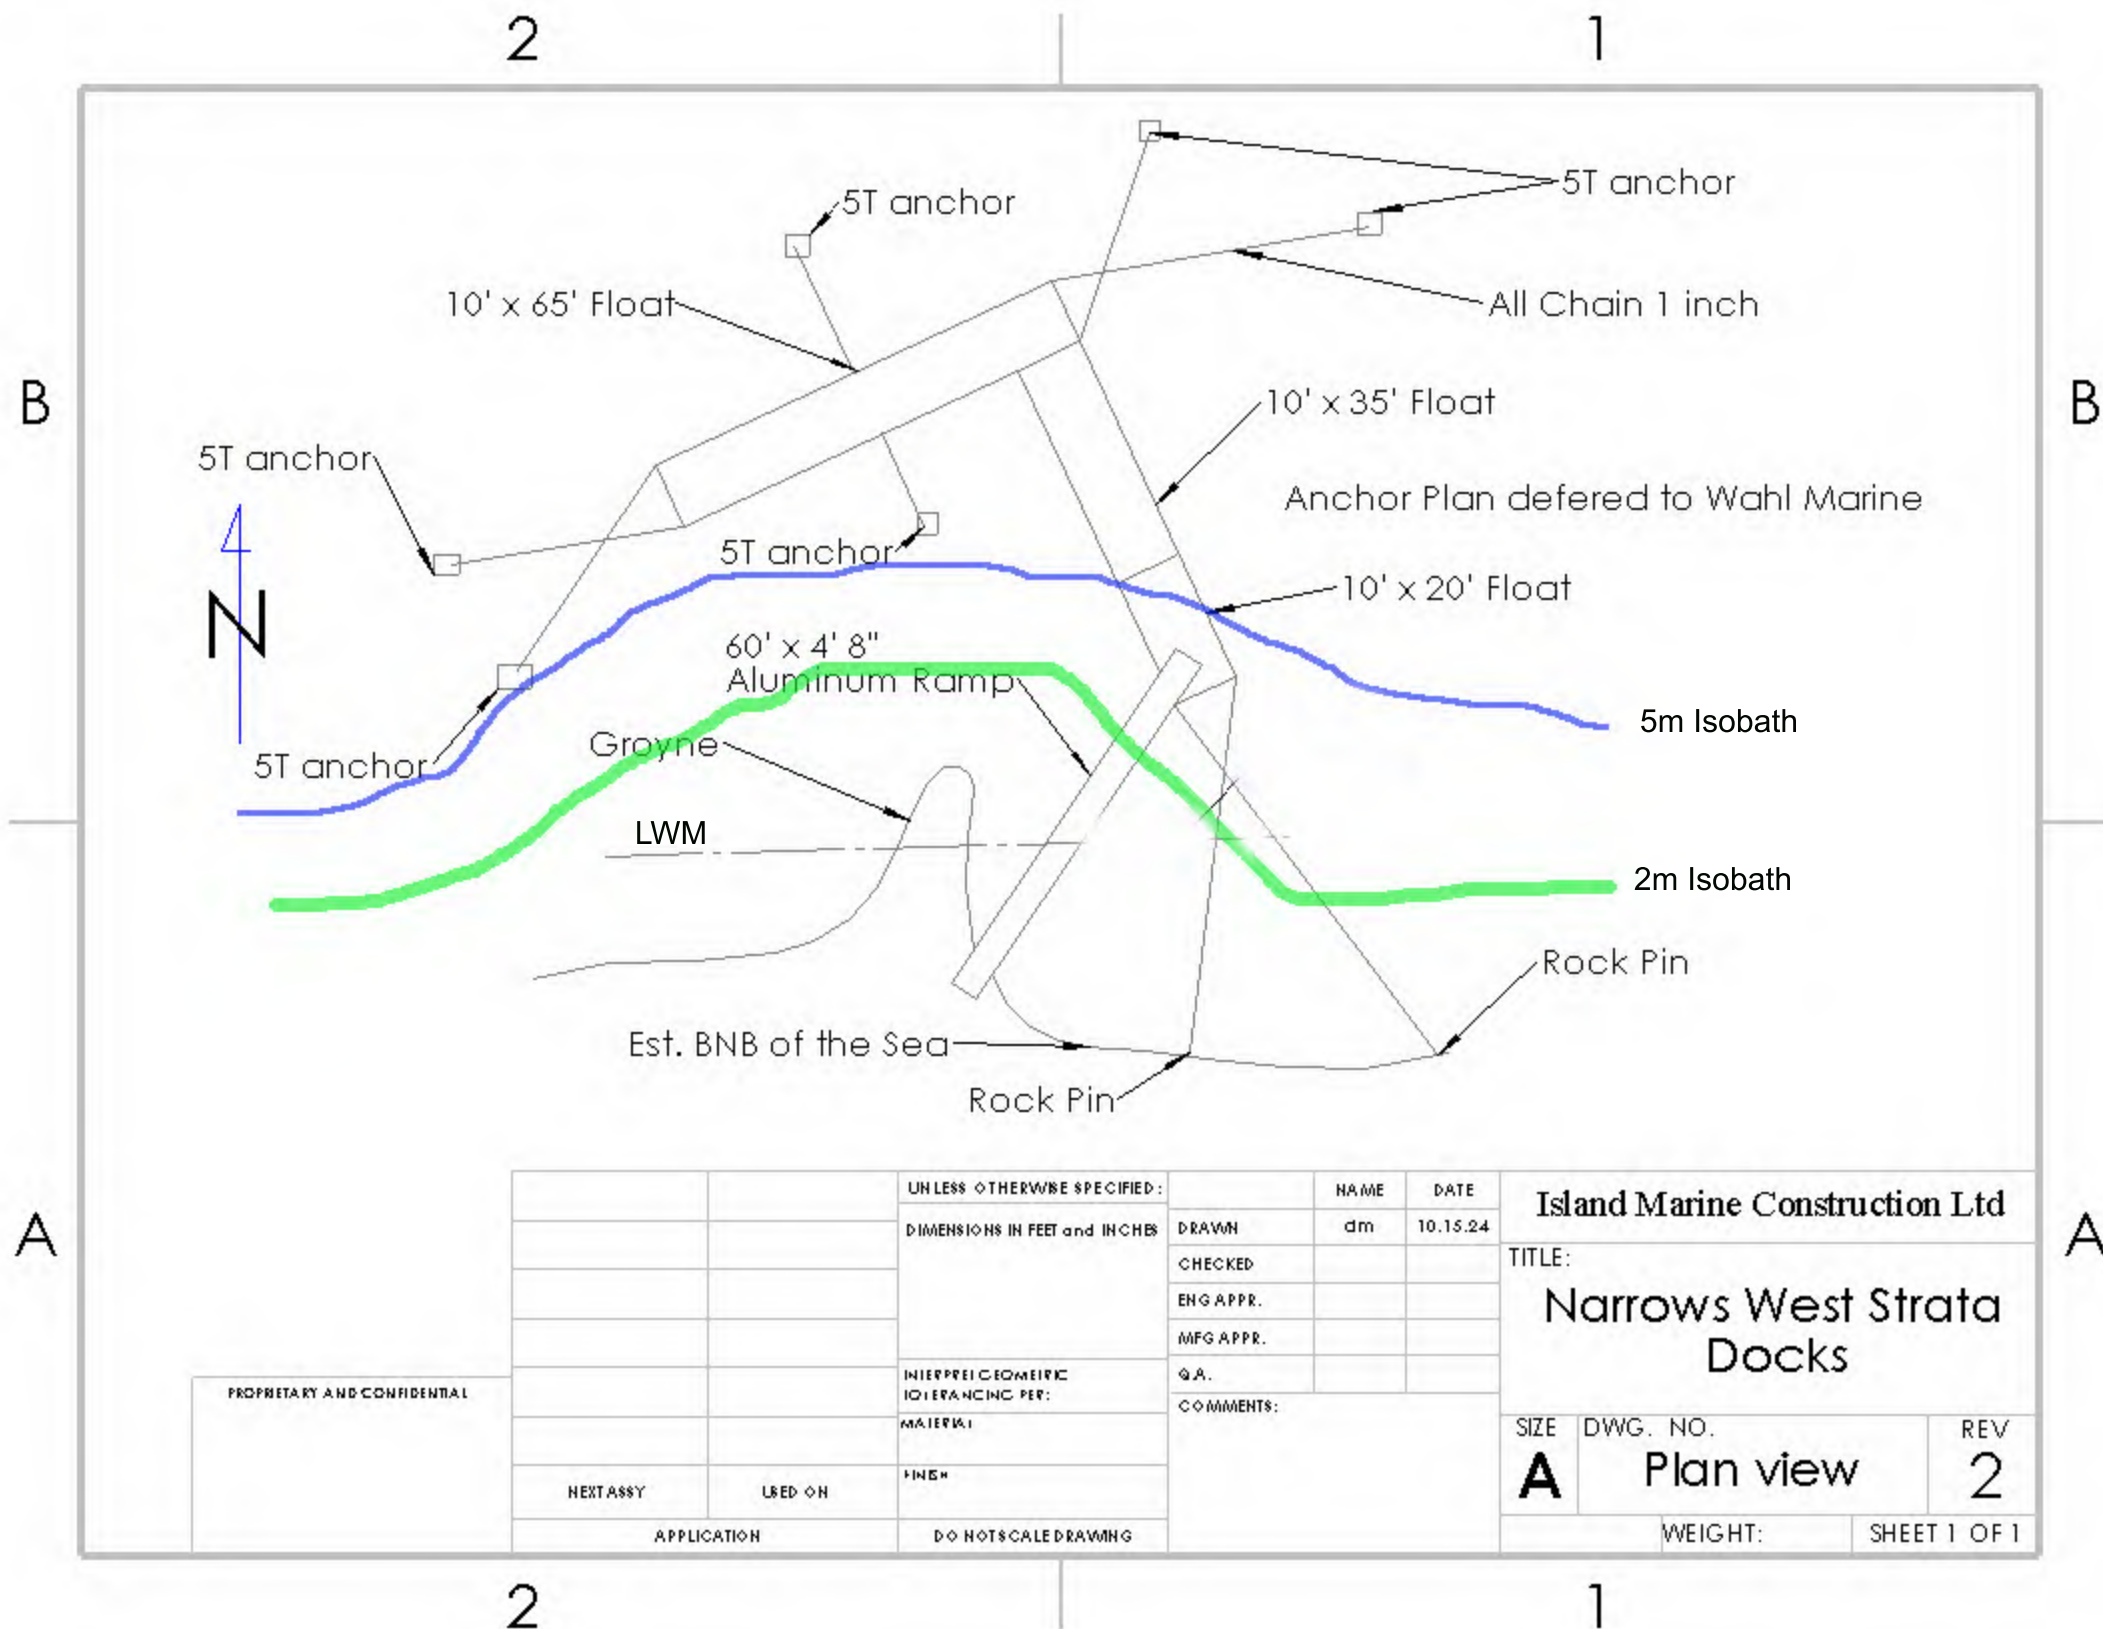 2
1
5T anchor
5T anchor
10' x 65' Float
All Chain 1 inch
B
10' x 35' Float
B
5T anchor
Anchor Plan defered to Wahl Marine
5T anchor
10' x 20' Float
N
60' x 4' 8"
Aluminum Ramp
5m Isobath
Groyne
5T anchor
LWM
2m Isobath
Rock Pin
Est. BNB of the Sea
Rock Pin
A
A
UNLESS OTHERWISE SPECIFIED:
DIMENSIONS IN FEET and INCHES
INTERPRET GEOMETRIC
TOLERANCING PER:
MATERIAL
FINISH
DO NOT SCALE DRAWING
NAME
DATE
DRAWN
dm
10.15.24
CHECKED
ENG APPR.
MFG APPR.
Q.A.
COMMENTS:
Island Marine Construction Ltd
TITLE:
Narrows West Strata
Docks
SIZE
A
DWG. NO.
Plan view
REV
2
WEIGHT:
SHEET 1 OF 1
PROPRIETARY AND CONFIDENTIAL
NEXT ASSY
USED ON
APPLICATION
2
1